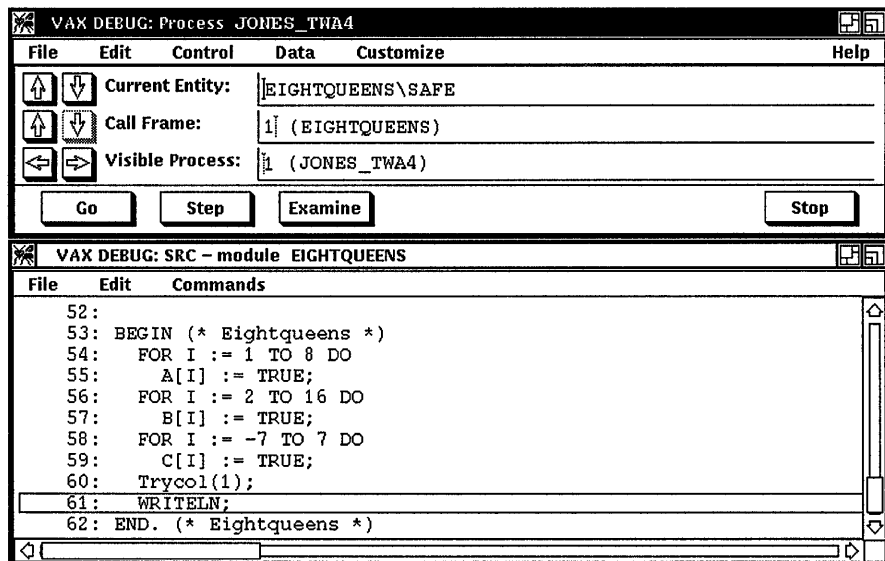 VAX DEBUG: Process JONES_TWA4
File Edit Control Data Customize Help
Current Entity: EIGHTQUEENS\SAFE
Call Frame: 1 (EIGHTQUEENS)
Visible Process: 1 (JONES_TWA4)
Go Step Examine Stop
VAX DEBUG: SRC – module EIGHTQUEENS
File Edit Commands
52:
53: BEGIN (* Eightqueens *)
54: FOR I := 1 TO 8 DO
55: A[I] := TRUE;
56: FOR I := 2 TO 16 DO
57: B[I] := TRUE;
58: FOR I := -7 TO 7 DO
59: C[I] := TRUE;
60: Trycol(1);
61: WRITELN;
62: END. (* Eightqueens *)